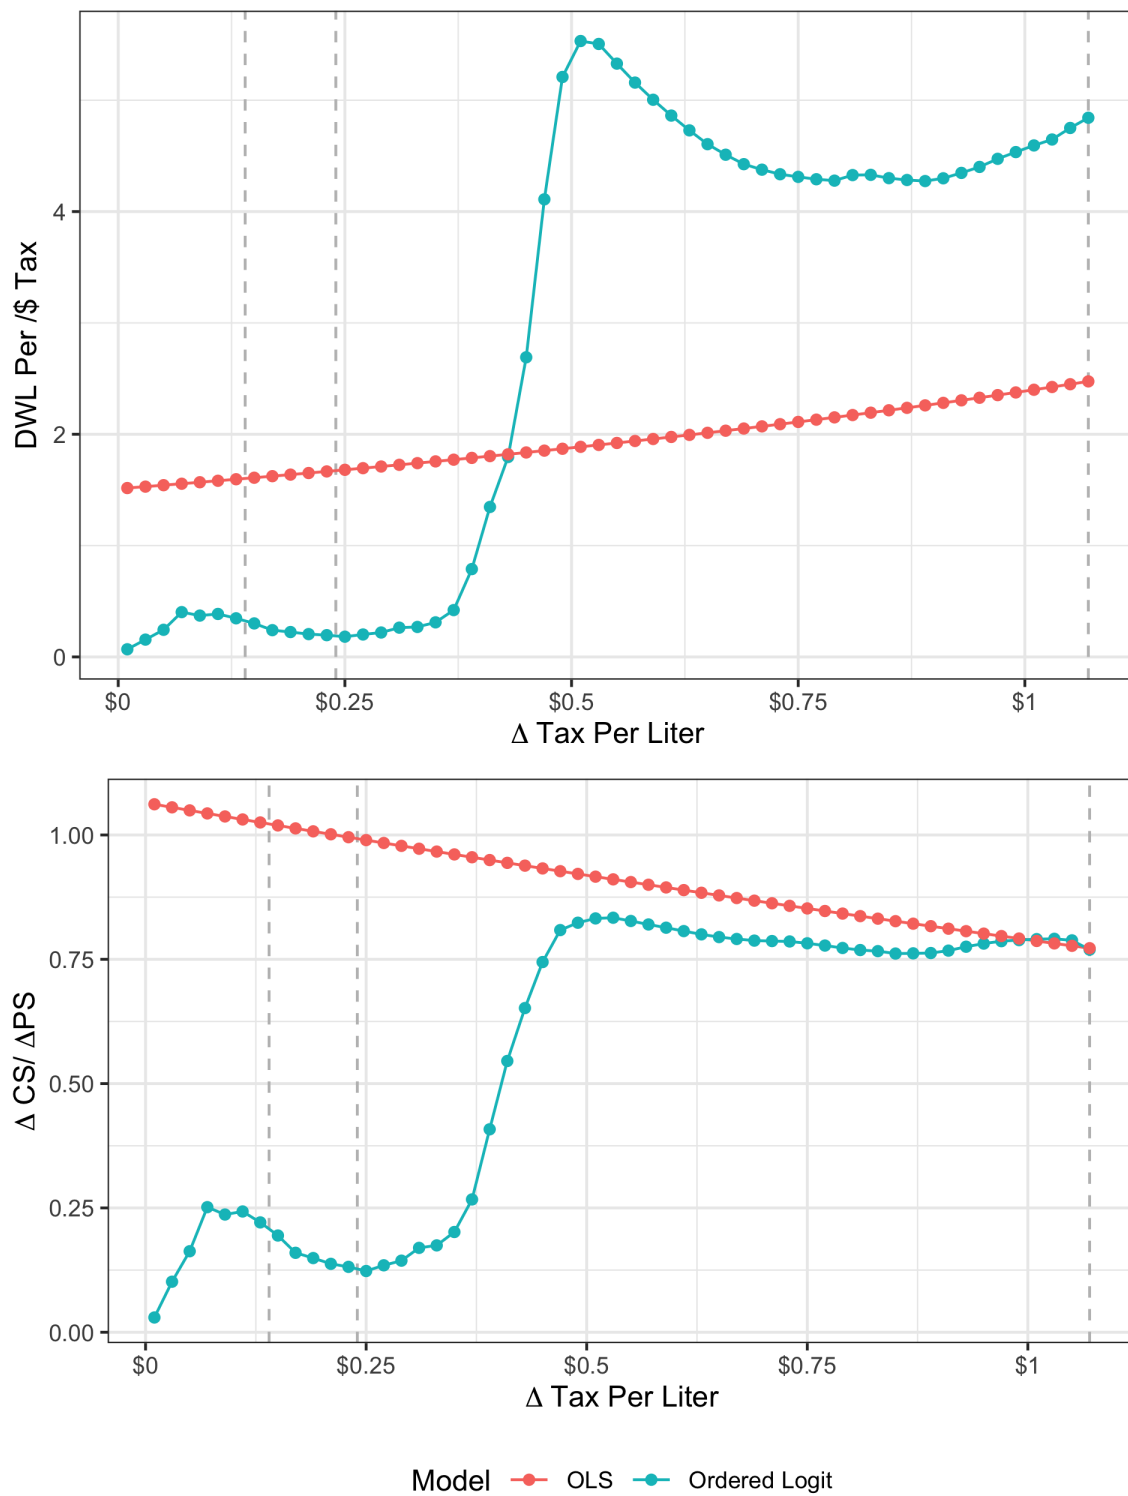 DWL Per /$ Tax
4
2
0
$0 $0.25 $0.5 $0.75 $1
Δ Tax Per Liter
Δ CS/ ΔPS
1.00
0.75
0.50
0.25
0.00
$0 $0.25 $0.5 $0.75 $1
Δ Tax Per Liter
Model OLS Ordered Logit